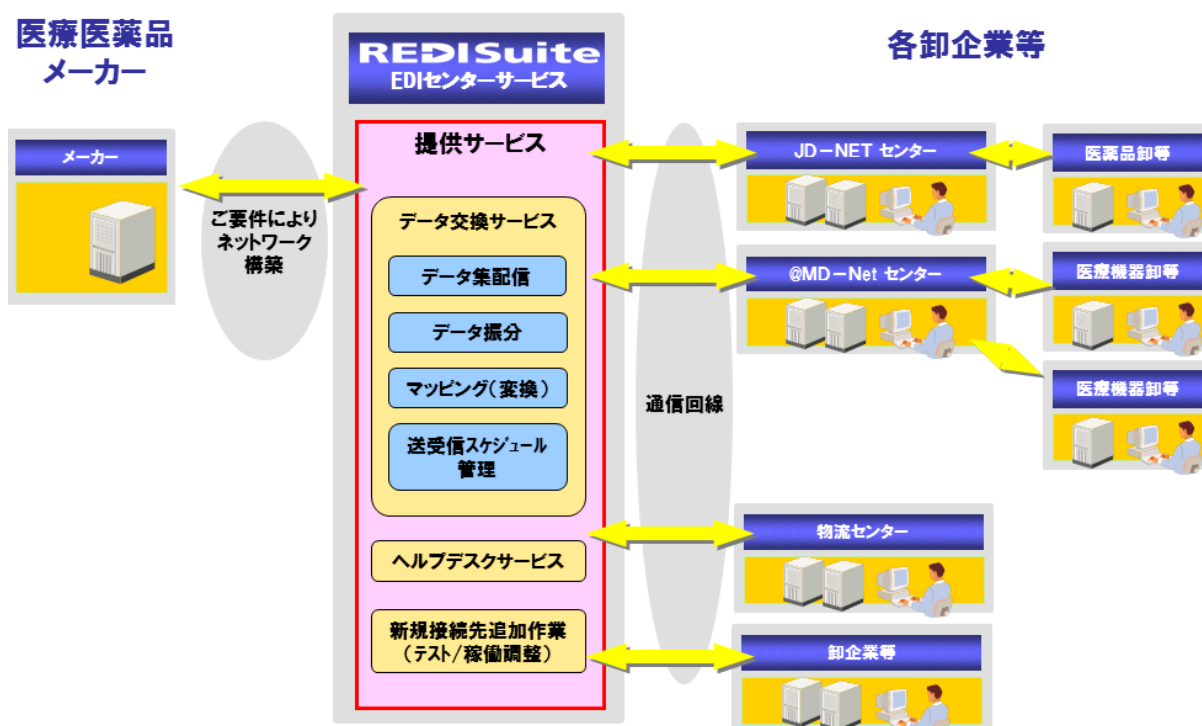 医療医薬品
メーカー
メーカー
ご要件により
ネットワーク
構築
REDISuite
EDIセンターサービス
提供サービス
データ交換サービス
データ集配信
データ振分
マッピング(変換)
送受信スケジュール
管理
ヘルプデスクサービス
新規接続先追加作業
(テスト/稼働調整)
通信回線
各卸企業等
JD-NET センター
医薬品卸等
@MD-Net センター
医療機器卸等
医療機器卸等
物流センター
卸企業等